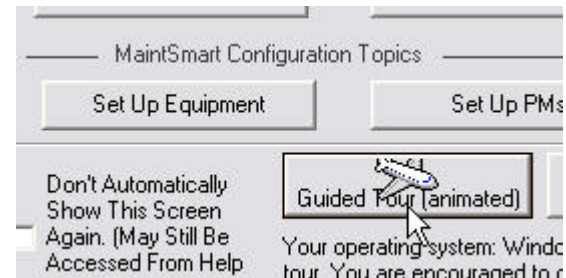 MaintSmart Configuration Topics
Set Up Equipment
Set Up PMs
Don't Automatically
Show This Screen
Again. (May Still Be
Accessed From Help
Guided Tour (animated)
Your operating system: Windo
tour. You are encouraged to